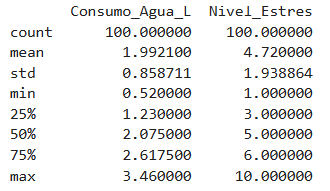 Consumo_Agua_L Nivel_Estres
count 100.000000 100.000000
mean 1.992100 4.720000
std 0.858711 1.938864
min 0.520000 1.000000
25% 1.230000 3.000000
50% 2.075000 5.000000
75% 2.617500 6.000000
max 3.460000 10.000000